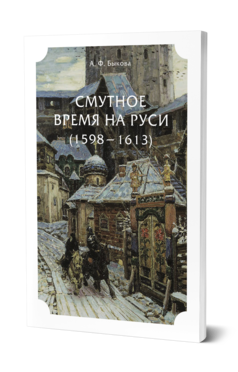 А. Ф. Быкова
СМУТНОЕ
ВРЕМЯ НА РУСИ
(1598–1613)